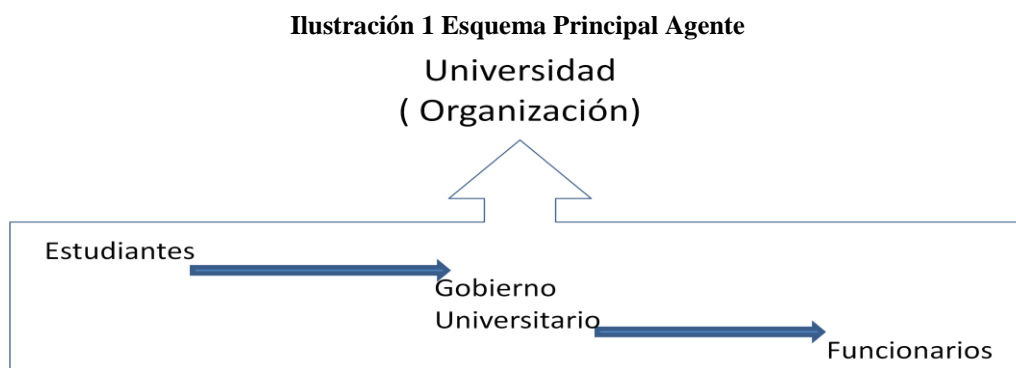 Ilustración 1 Esquema Principal Agente
Universidad
( Organización)
Estudiantes
Gobierno
Universitario
Funcionarios